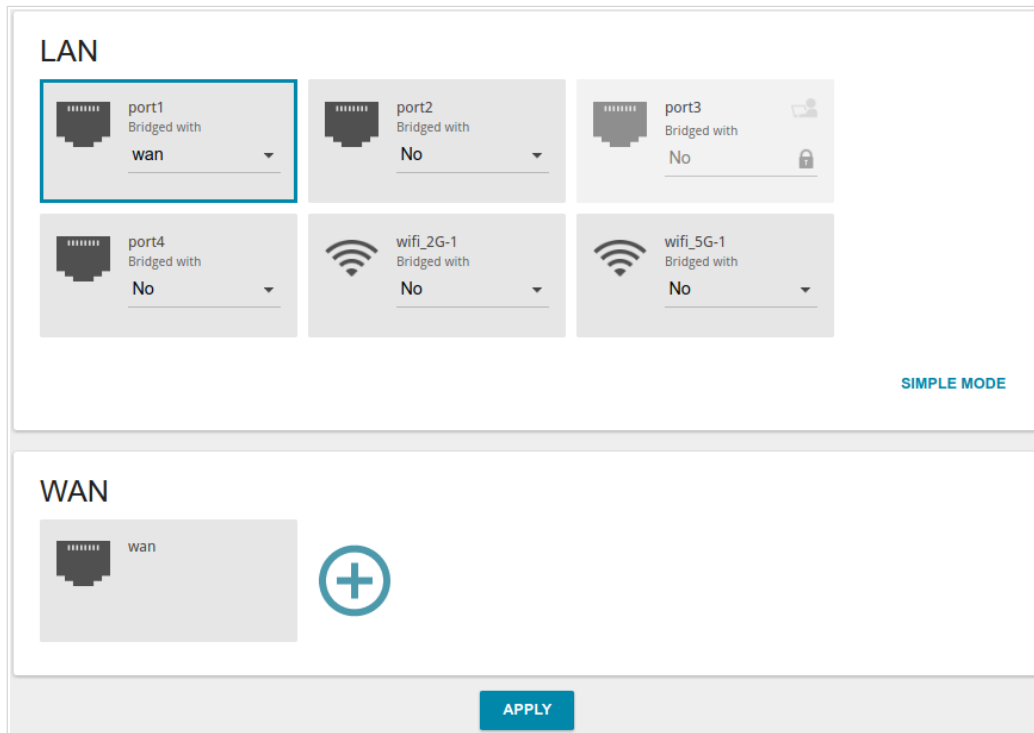 LAN
port1
Bridged with
wan
port2
Bridged with
No
port3
Bridged with
No
port4
Bridged with
No
wifi_2G-1
Bridged with
No
wifi_5G-1
Bridged with
No
SIMPLE MODE
WAN
wan
APPLY